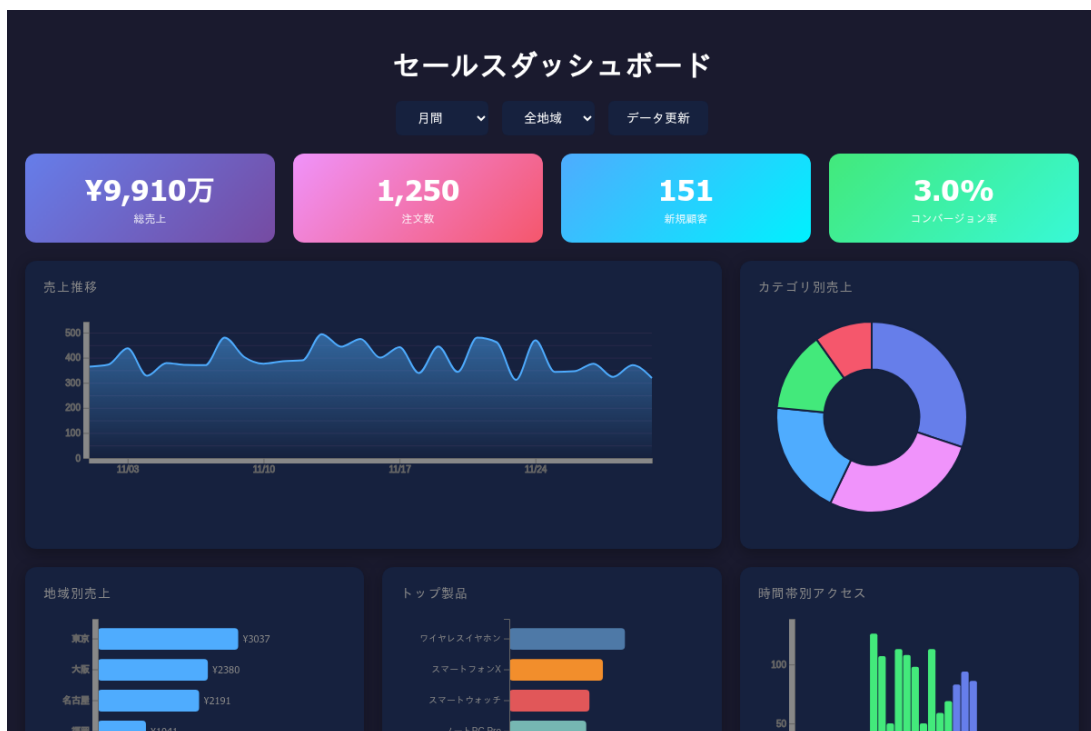 セールスダッシュボード
月間 全地域 データ更新
¥9,910万
総売上
1,250
注文数
151
新規顧客
3.0%
コンバージョン率
売上推移
500
400
300
200
100
0
11/03 11/10 11/17 11/24
カテゴリ別売上
地域別売上
東京 ¥3037
大阪 ¥2380
名古屋 ¥2191
トップ製品
ワイヤレスイヤホン
スマートフォンX
スマートウォッチ
時間帯別アクセス
100
50